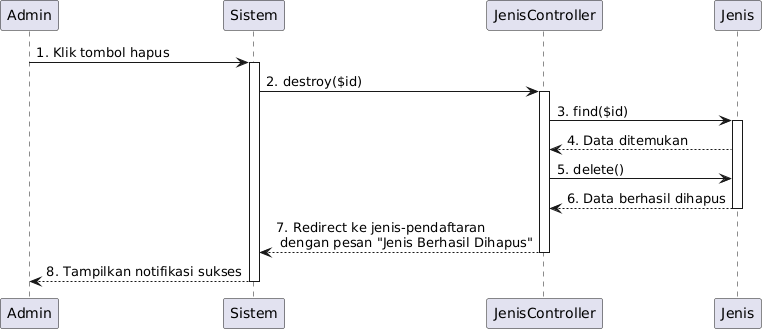 Admin
Sistem
JenisController
Jenis
1. Klik tombol hapus
2. destroy($id)
3. find($id)
4. Data ditemukan
5. delete()
6. Data berhasil dihapus
7. Redirect ke jenis-pendaftaran
dengan pesan "Jenis Berhasil Dihapus"
8. Tampilkan notifikasi sukses
Admin
Sistem
JenisController
Jenis